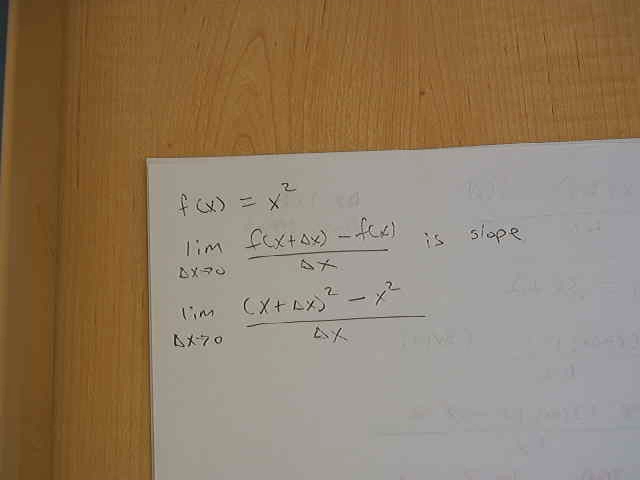 f(x) = x²
lim Δx→0 f(x+Δx) - f(x) / Δx is slope
lim Δx→0 (x+Δx)² - x² / Δx